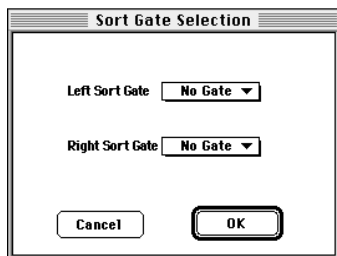 Sort Gate Selection
Left Sort Gate No Gate
Right Sort Gate No Gate
Cancel OK